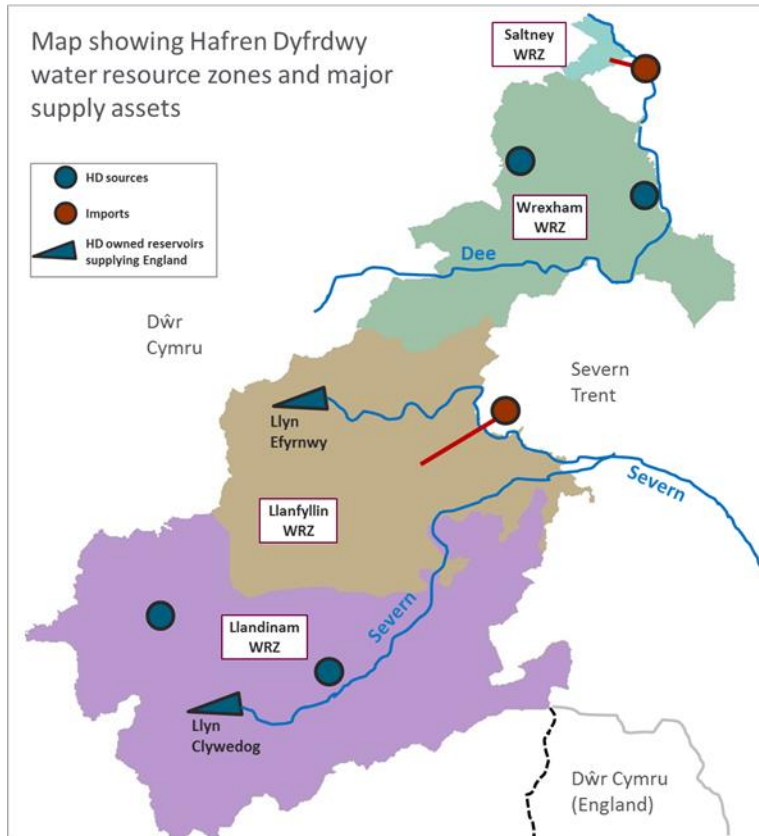 Map showing Hafren Dyfrdwy
water resource zones and major
supply assets
HD sources
Imports
HD owned reservoirs
supplying England
Saltney
WRZ
Wrexham
WRZ
Dee
Dŵr
Cymru
Severn
Trent
Llyn
Efyrnwy
Severn
Llanfyllin
WRZ
Severn
Llandinam
WRZ
Llyn
Clywedog
Dŵr Cymru
(England)